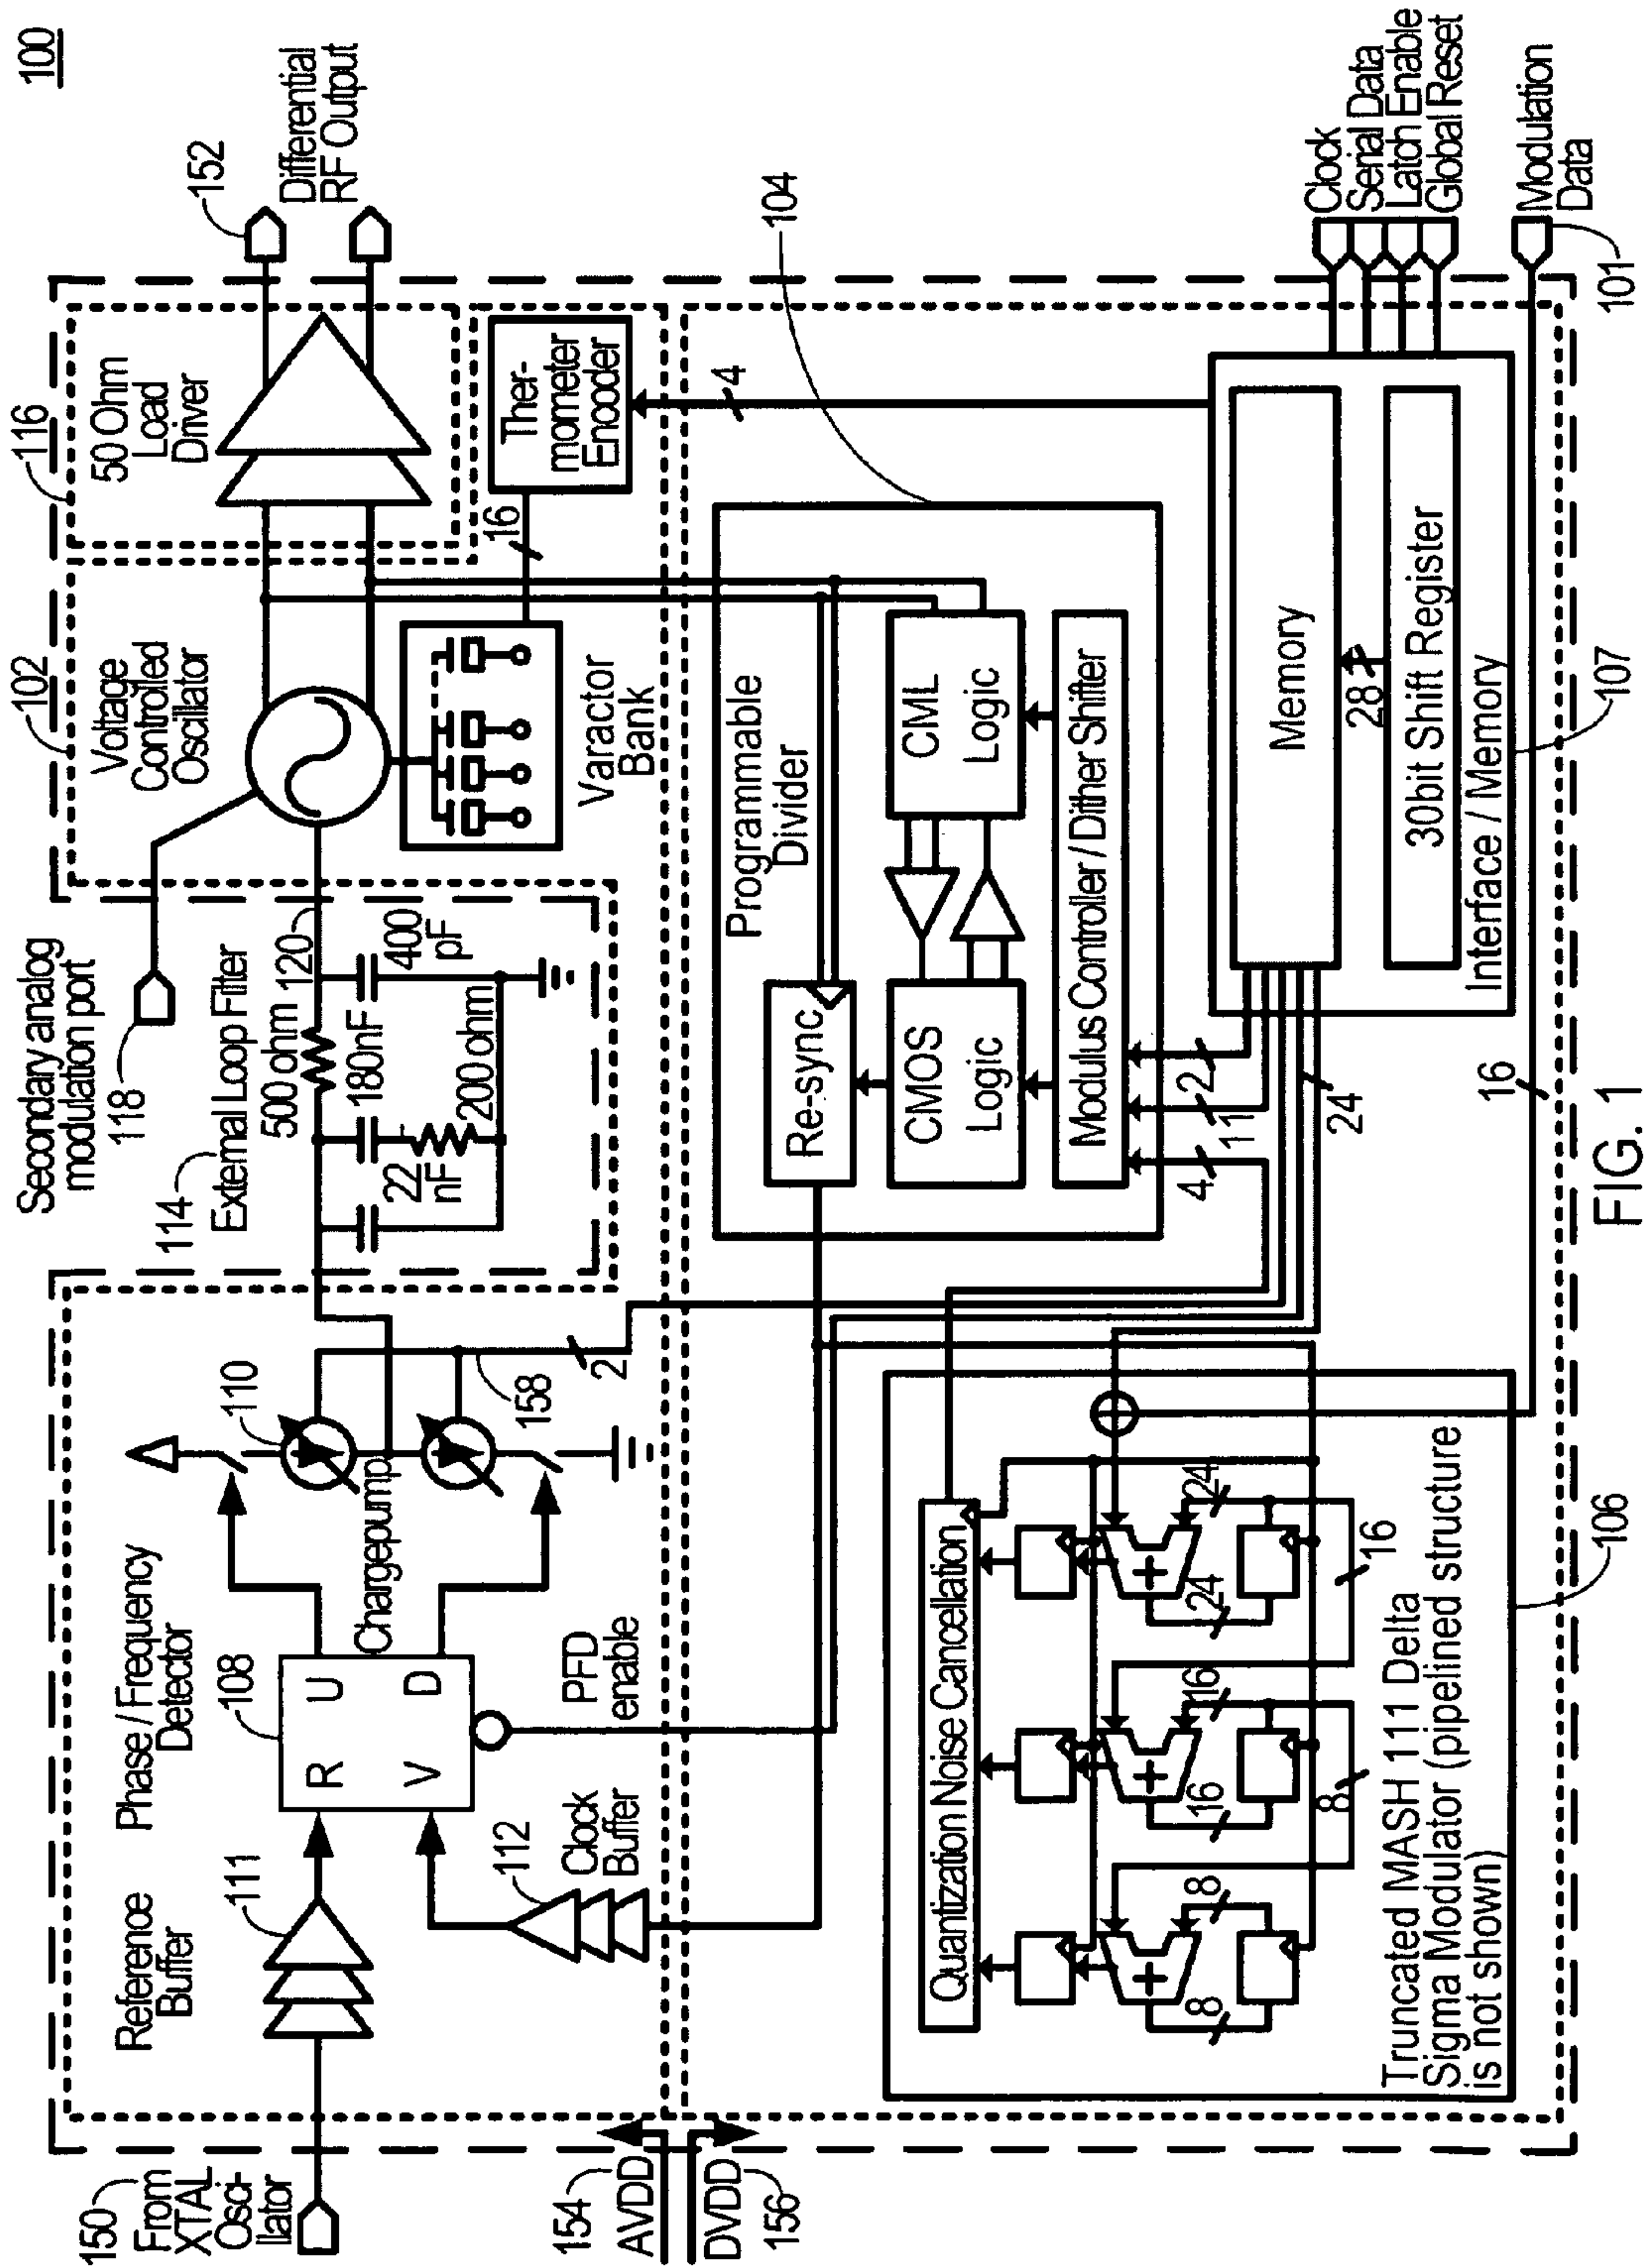 100
150
From
XTAL
Osci-
llator
Reference
Buffer
111
Phase / Frequency
Detector
108
R
U
V
D
Chargepump
110
158
2
PFD
enable
112
Clock
Buffer
154
AVDD
DVDD
156
Secondary analog
modulation port
118
114
External Loop Filter
500 ohm
120
180nF
400
pF
22
nF
200 ohm
102
Voltage
Controlled
Oscillator
Varactor
Bank
116
50 Ohm
Load
Driver
16
Ther-
mometer
Encoder
4
152
Differential
RF Output
104
Programmable
Divider
Re-sync
CMOS
Logic
CML
Logic
Modulus Controller / Dither Shifter
4
11
2
24
Memory
28
30bit Shift Register
Interface / Memory
107
Clock
Serial Data
Latch Enable
Global Reset
Modulation
Data
101
16
Quantization Noise Cancellation
+
8
8
+
16
16
+
24
24
8
16
Truncated MASH 111 Delta
Sigma Modulator (pipelined structure
is not shown)
106
FIG. 1